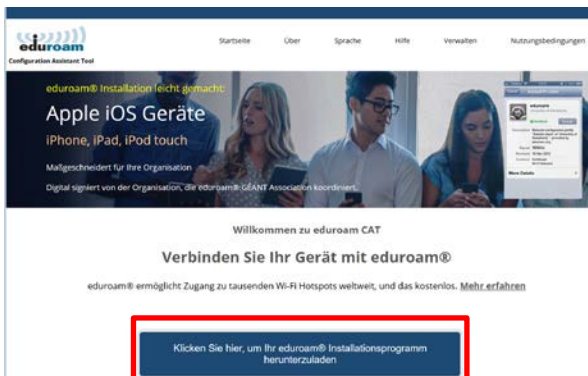 eduroam
Configuration Assistant Tool
Startseite Über Sprache Hilfe Verwalten Nutzungsbedingungen
eduroam® Installation leicht gemacht:
Apple iOS Geräte
iPhone, iPad, iPod touch
Maßgeschneidert für Ihre Organisation
Digital signiert von der Organisation, die eduroam® GÉANT Association koordiniert.
eduroam
More Details
Willkommen zu eduroam CAT
Verbinden Sie Ihr Gerät mit eduroam®
eduroam® ermöglicht Zugang zu tausenden Wi-Fi Hotspots weltweit, und das kostenlos. Mehr erfahren
Klicken Sie hier, um Ihr eduroam® Installationsprogramm
herunterzuladen